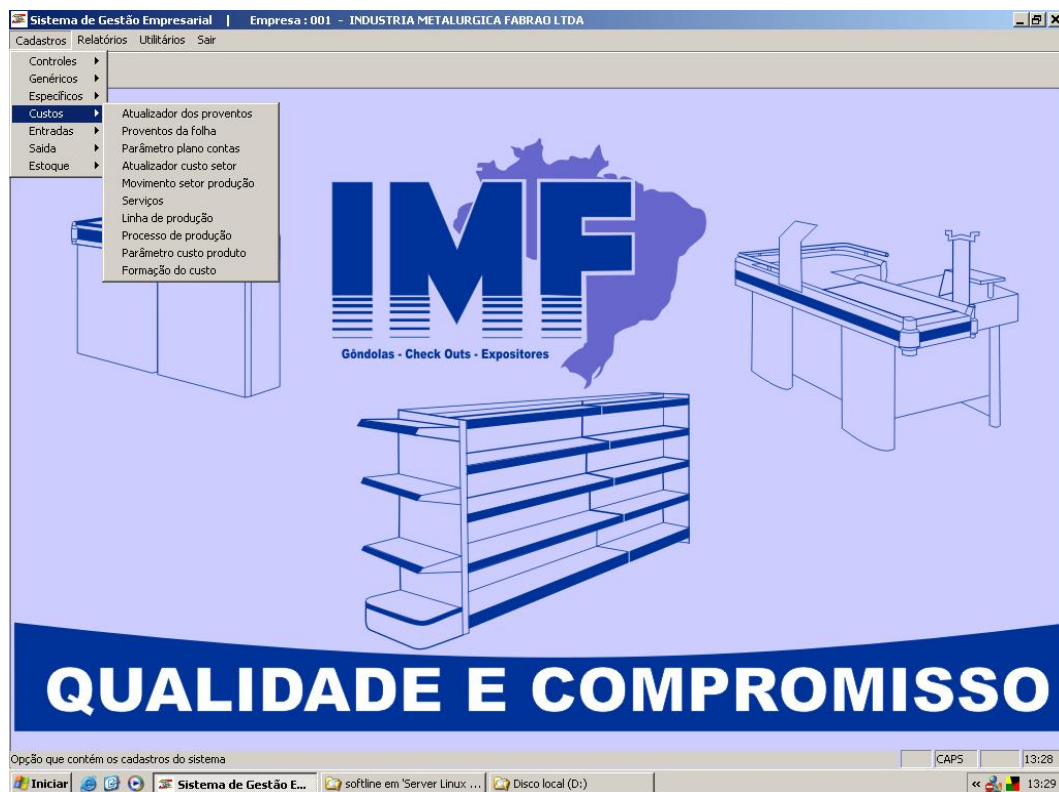 Sistema de Gestão Empresarial | Empresa : 001 - INDUSTRIA METALURGICA FABRAO LTDA
Cadastros Relatórios Utilitários Sair
Controles
Genéricos
Específicos
Custos
Entradas
Saida
Estoque
Atualizador dos proventos
Proventos da folha
Parâmetro plano contas
Atualizador custo setor
Movimento setor produção
Serviços
Linha de produção
Processo de produção
Parâmetro custo produto
Formação do custo
IMF
Gôndolas - Check Outs - Expositores
QUALIDADE E COMPROMISSO
Opção que contém os cadastros do sistema CAPS 13:28
Iniciar Sistema de Gestão E... softline em 'Server Linux ... Disco local (D:) « 13:29